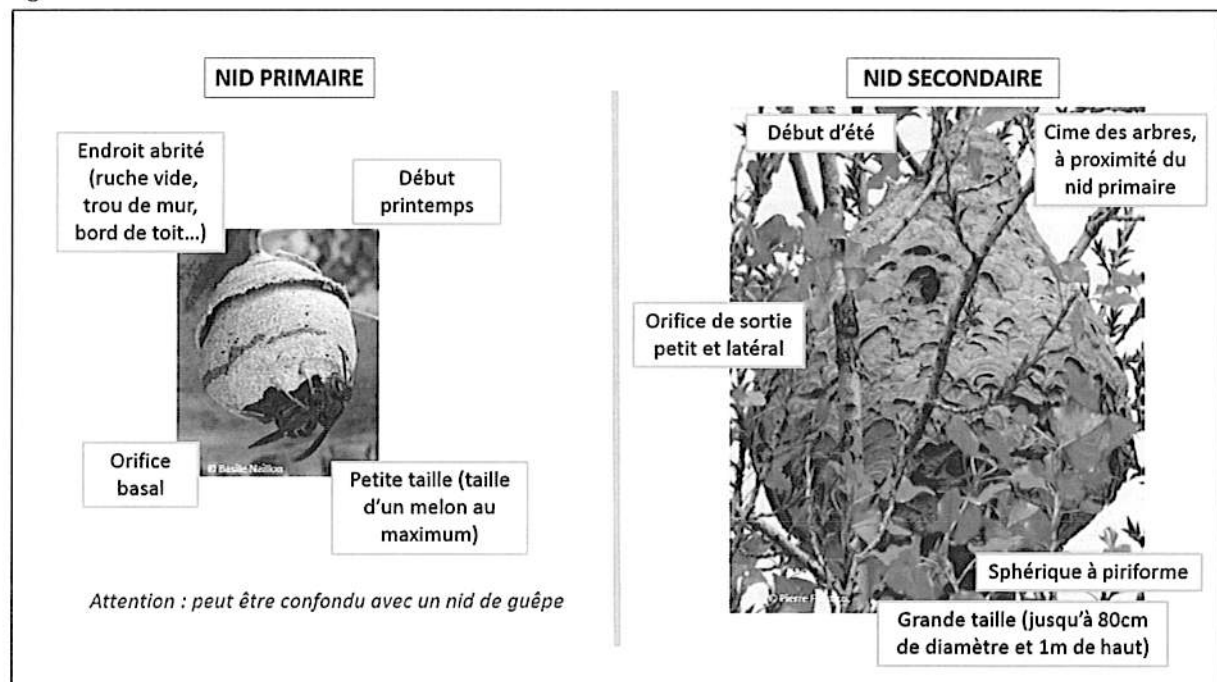 NID PRIMAIRE
Endroit abrité
(ruche vide,
trou de mur,
bord de toit...)
Début
printemps
Orifice
basal
Petite taille (taille
d'un melon au
maximum)
© Basile Naillon
Attention : peut être confondu avec un nid de guêpe
NID SECONDAIRE
Début d'été
Cime des arbres,
à proximité du
nid primaire
Orifice de sortie
petit et latéral
Sphérique à piriforme
© Pierre
Grande taille (jusqu'à 80cm
de diamètre et 1m de haut)